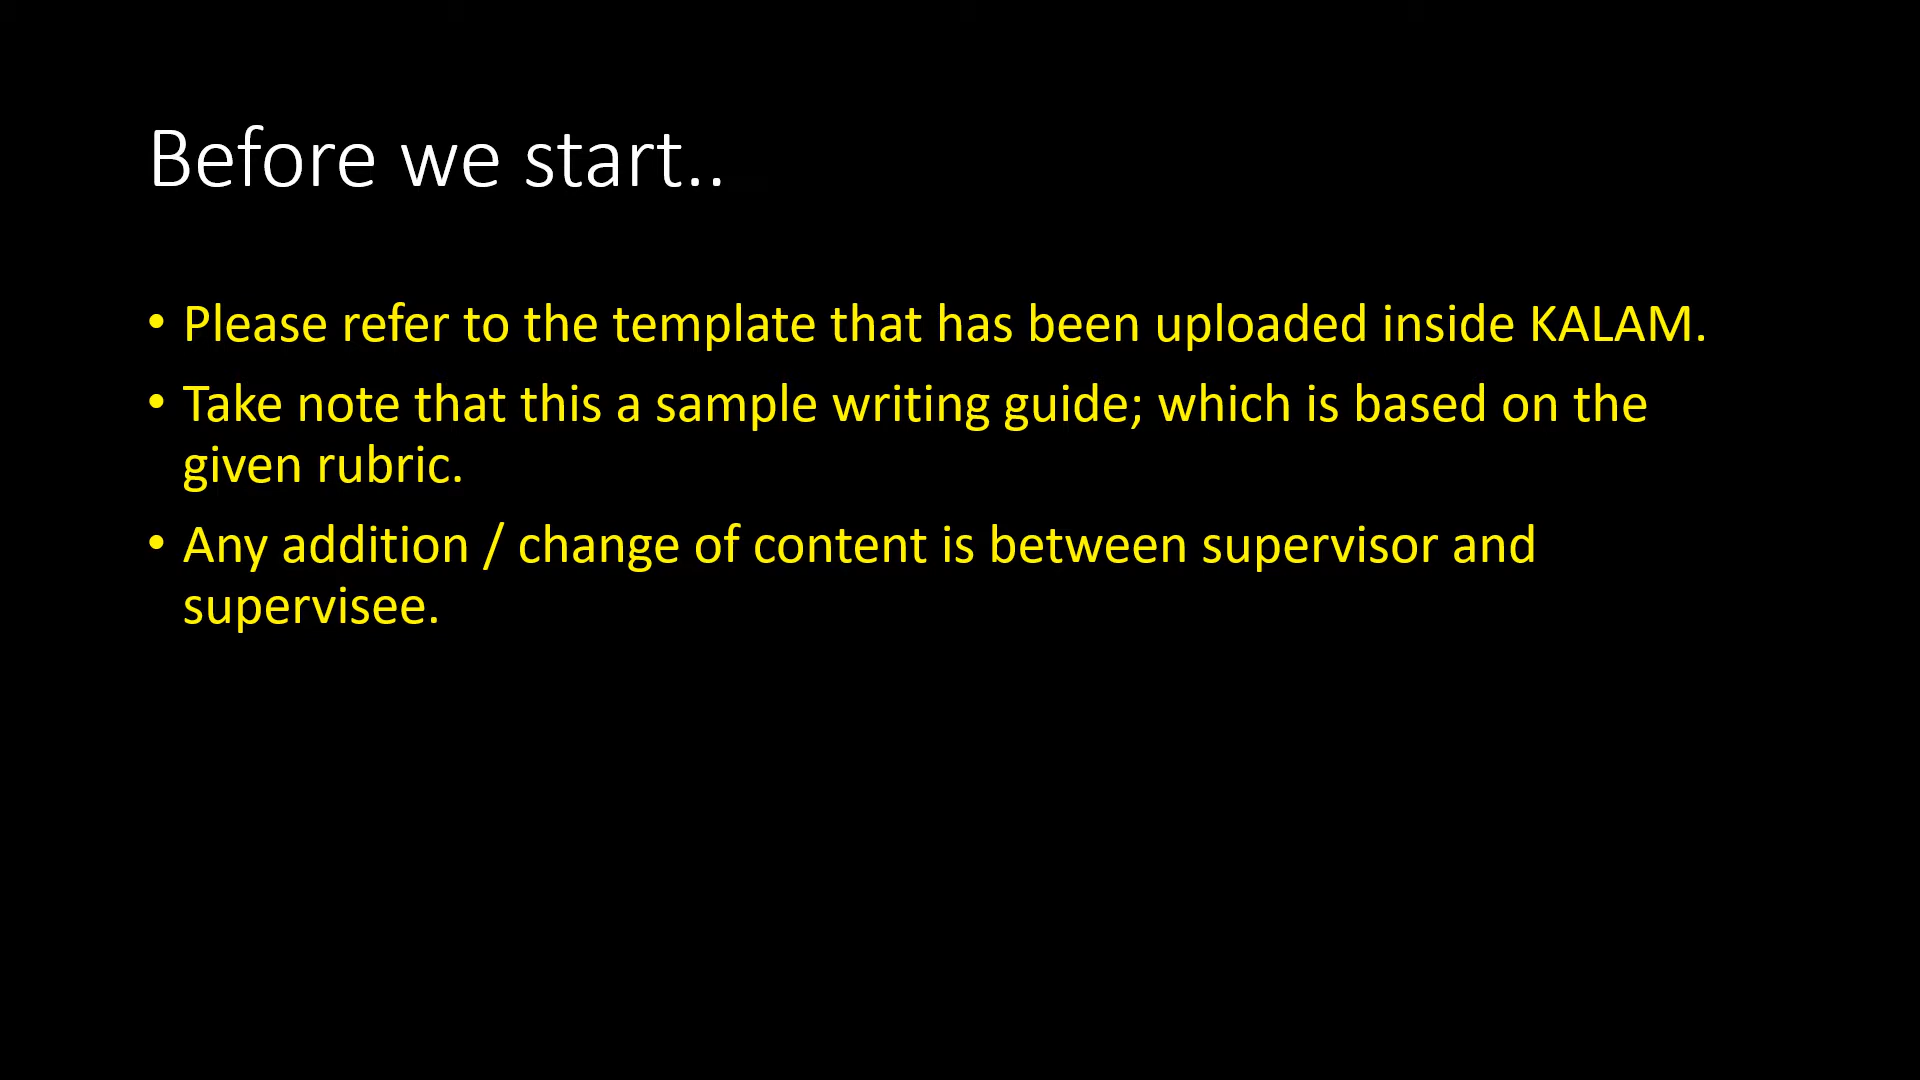 Before we start..
• Please refer to the template that has been uploaded inside KALAM.
• Take note that this a sample writing guide; which is based on the
given rubric.
• Any addition / change of content is between supervisor and
supervisee.